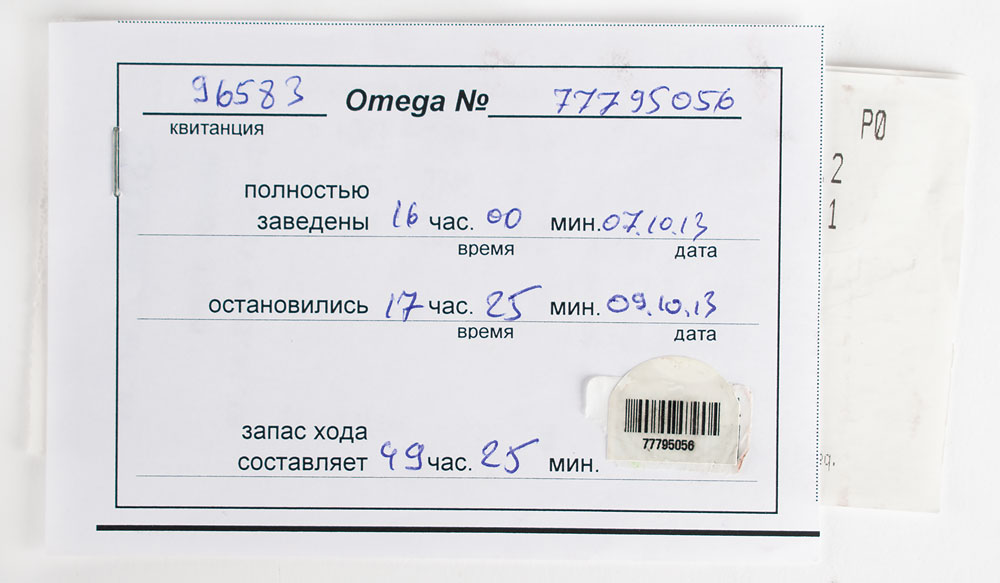 96583 Omega № 77795056
квитанция
полностью
заведены 16 час. 00 мин. 07.10.13
время дата
остановились 17 час. 25 мин. 09.10.13
время дата
запас хода
составляет 49 час. 25 мин.
77795056
P0
2
1